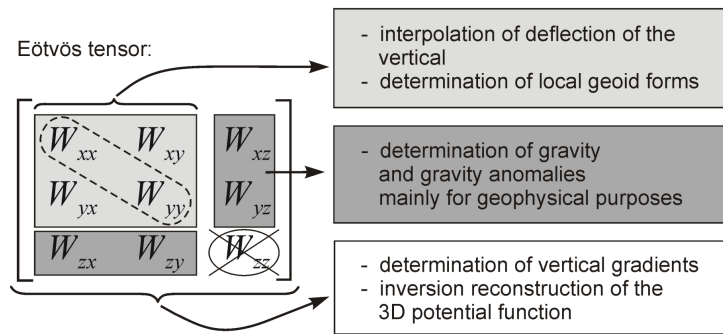 Eötvös tensor:
- interpolation of deflection of the
vertical
- determination of local geoid forms
W_xx W_xy W_xz
W_yx W_yy W_yz
W_zx W_zy W_zz
- determination of gravity
and gravity anomalies
mainly for geophysical purposes
- determination of vertical gradients
- inversion reconstruction of the
3D potential function